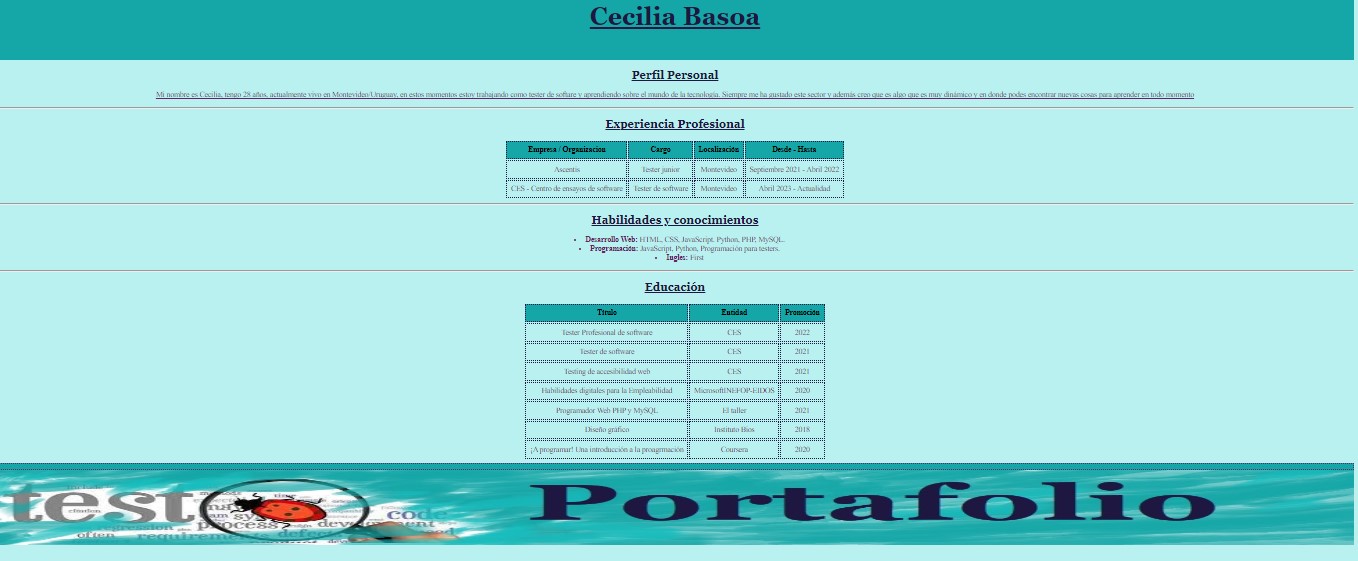 Cecilia Basoa
Perfil Personal
Mi nombre es Cecilia, tengo 28 años, actualmente vivo en Montevideo/Uruguay, en estos momentos estoy trabajando como tester de softare y aprendiendo sobre el mundo de la tecnología. Siempre me ha gustado este sector y además creo que es algo que es muy dinámico y en donde podes encontrar nuevas cosas para aprender en todo momento
Experiencia Profesional
Empresa / Organizacion Cargo Localización Desde - Hasta
Ascentis Tester junior Montevideo Septiembre 2021 - Abril 2022
CES - Centro de ensayos de software Tester de software Montevideo Abril 2023 - Actualidad
Habilidades y conocimientos
• Desarrollo Web: HTML, CSS, JavaScript. Python, PHP, MySQL.
• Programación: JavaScript, Python, Programación para testers.
• Ingles: First
Educación
Titulo Entidad Promoción
Tester Profesional de software CES 2022
Tester de software CES 2021
Testing de accesibilidad web CES 2021
Habilidades digitales para la Empleabilidad MicrosoftINEFOP-EIDOS 2020
Programador Web PHP y MySQL El taller 2021
Diseño gráfico Instituto Bios 2018
¡A programar! Una introducción a la proagrmación Coursera 2020
test
Portafolio
code
process
often requirements